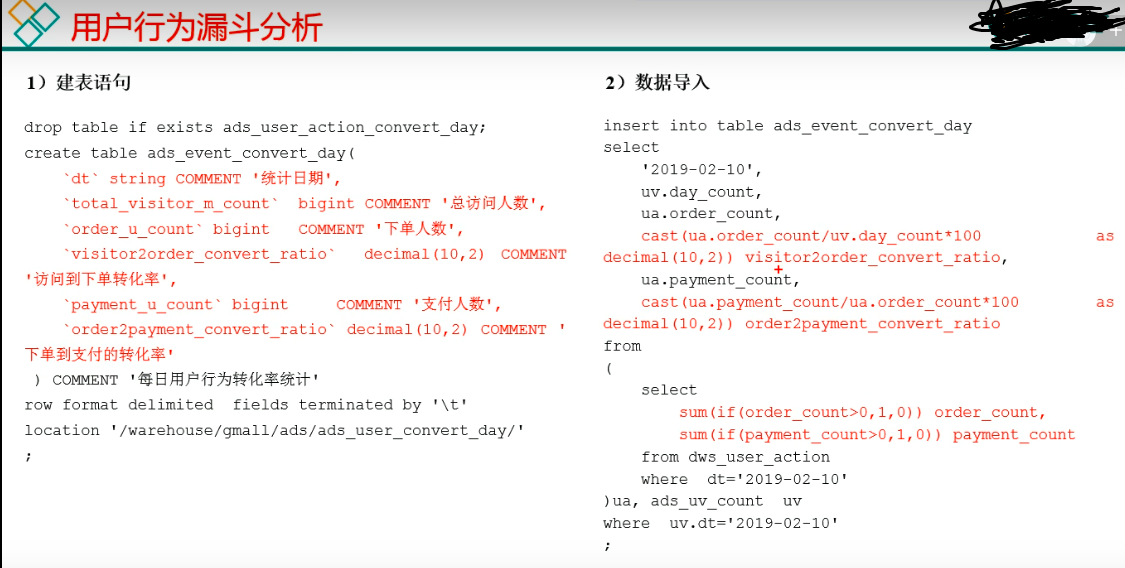 用户行为漏斗分析
1）建表语句
drop table if exists ads_user_action_convert_day;
create table ads_event_convert_day(
`dt` string COMMENT '统计日期',
`total_visitor_m_count`  bigint COMMENT '总访问人数',
`order_u_count` bigint   COMMENT '下单人数',
`visitor2order_convert_ratio`   decimal(10,2)  COMMENT
'访问到下单转化率',
`payment_u_count` bigint     COMMENT '支付人数',
`order2payment_convert_ratio` decimal(10,2) COMMENT '
下单到支付的转化率'
) COMMENT '每日用户行为转化率统计'
row format delimited  fields terminated by '\t'
location '/warehouse/gmall/ads/ads_user_convert_day/'
;
2）数据导入
insert into table ads_event_convert_day
select
'2019-02-10',
uv.day_count,
ua.order_count,
cast(ua.order_count/uv.day_count*100 as
decimal(10,2)) visitor2order_convert_ratio,
ua.payment_count,
cast(ua.payment_count/ua.order_count*100 as
decimal(10,2)) order2payment_convert_ratio
from
(
select
sum(if(order_count>0,1,0)) order_count,
sum(if(payment_count>0,1,0)) payment_count
from dws_user_action
where  dt='2019-02-10'
)ua, ads_uv_count  uv
where  uv.dt='2019-02-10'
;